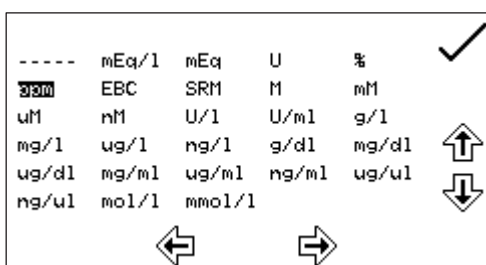 ----- mEq/l mEq U %
ppm EBC SRM M mM
uM nM U/l U/ml g/l
mg/l ug/l ng/l g/dl mg/dl
ug/dl mg/ml ug/ml ng/ml ug/ul
ng/ul mol/l mmol/l